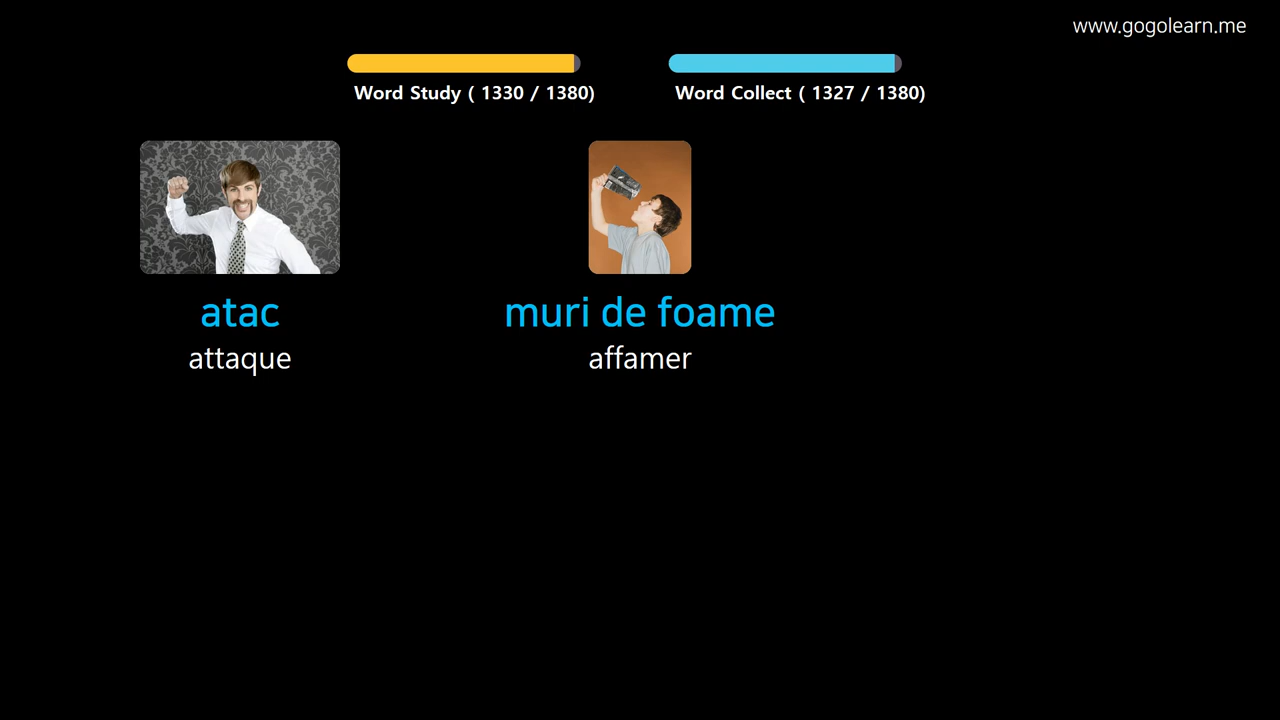 www.gogolearn.me
Word Study ( 1330 / 1380)
Word Collect ( 1327 / 1380)
atac
attaque
muri de foame
affamer